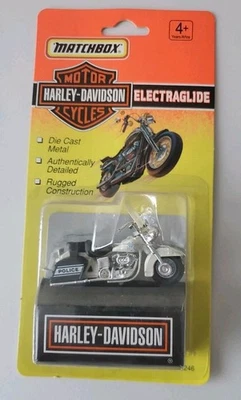 MATCHBOX
4+
MOTOR
HARLEY-DAVIDSON
CYCLES
ELECTRAGLIDE
Die Cast
Metal
Authentically
Detailed
Rugged
Construction
POLICE
HARLEY-DAVIDSON